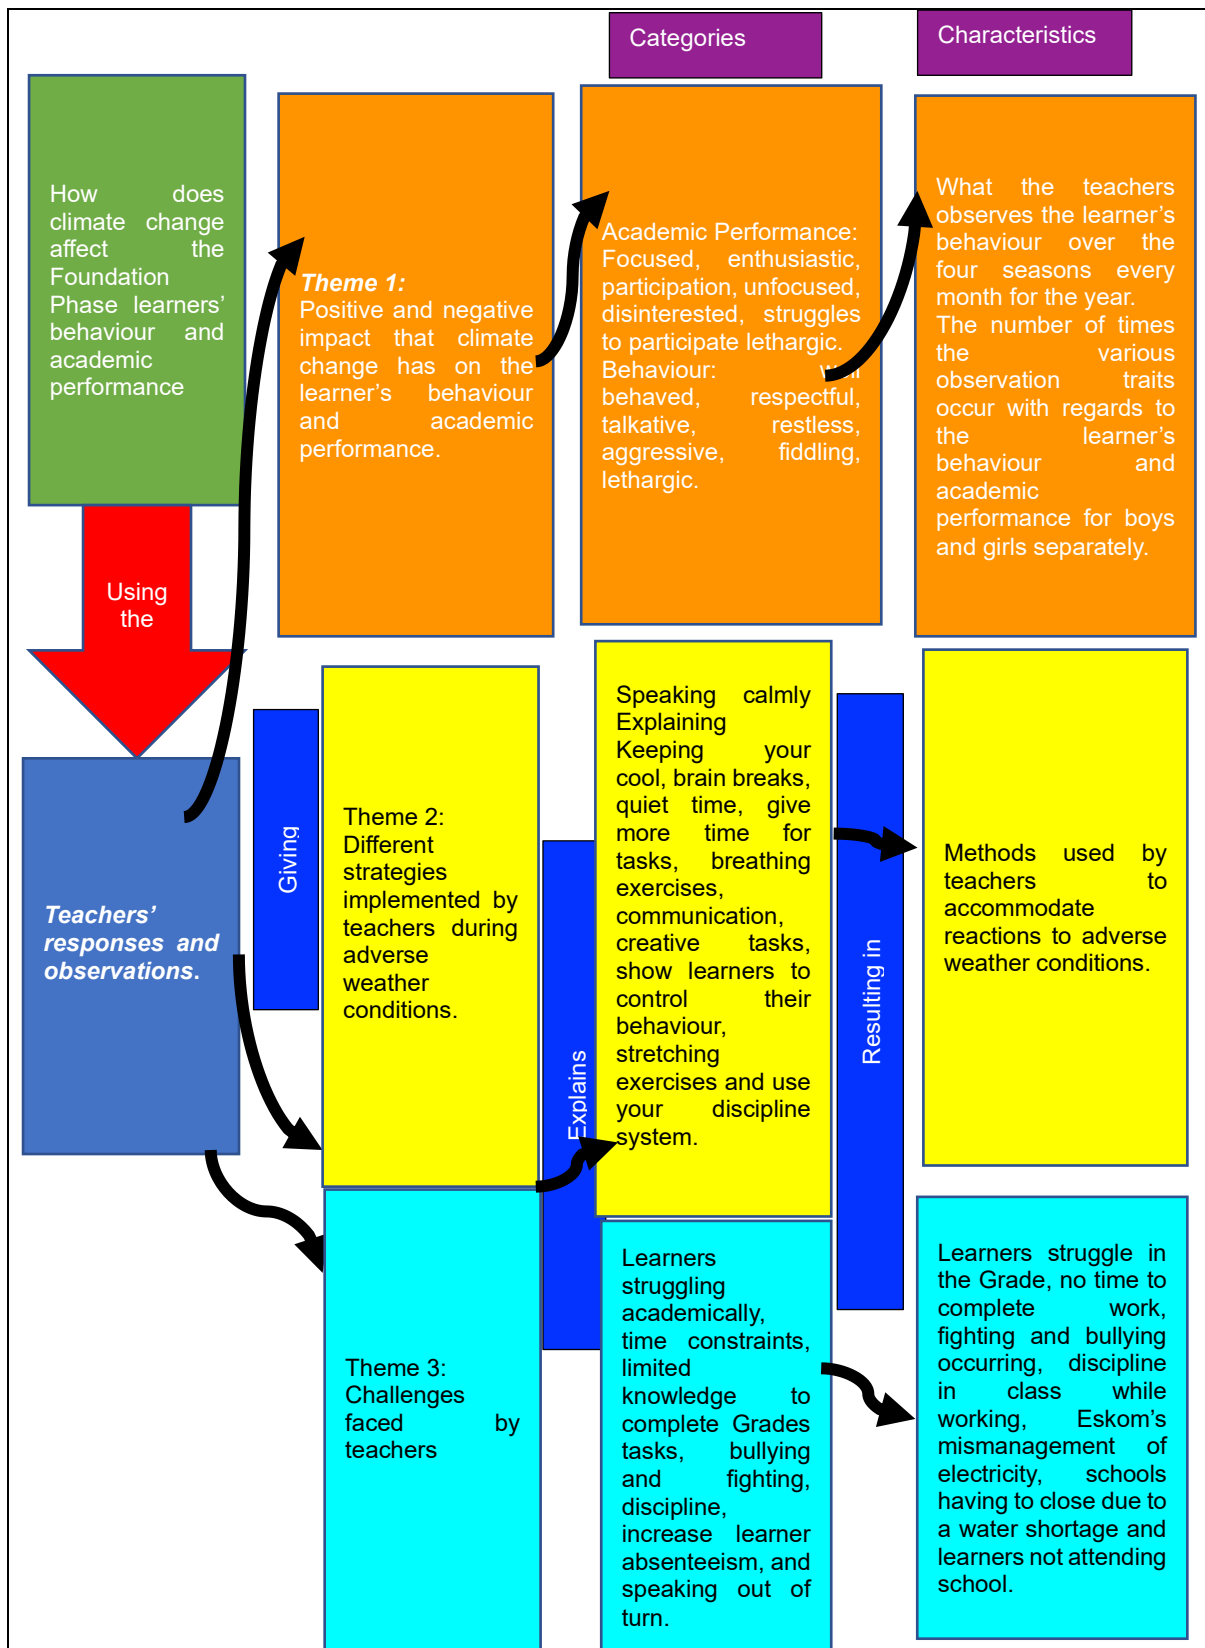 Categories
Characteristics
How does
climate change
affect the
Foundation
Phase learners’
behaviour and
academic
performance
Using
the
Teachers’
responses and
observations.
Giving
Theme 1:
Positive and negative
impact that climate
change has on the
learner’s behaviour
and academic
performance.
Academic Performance:
Focused, enthusiastic,
participation, unfocused,
disinterested, struggles
to participate lethargic.
Behaviour: well
behaved, respectful,
talkative, restless,
aggressive, fiddling,
lethargic.
What the teachers
observes the learner’s
behaviour over the
four seasons every
month for the year.
The number of times
the various
observation traits
occur with regards to
the learner’s
behaviour and
academic
performance for boys
and girls separately.
Theme 2:
Different
strategies
implemented by
teachers during
adverse
weather
conditions.
Explains
Speaking calmly
Explaining
Keeping your
cool, brain breaks,
quiet time, give
more time for
tasks, breathing
exercises,
communication,
creative tasks,
show learners to
control their
behaviour,
stretching
exercises and use
your discipline
system.
Resulting in
Methods used by
teachers to
accommodate
reactions to adverse
weather conditions.
Theme 3:
Challenges
faced by
teachers
Learners
struggling
academically,
time constraints,
limited
knowledge to
complete Grades
tasks, bullying
and fighting,
discipline,
increase learner
absenteeism, and
speaking out of
turn.
Learners struggle in
the Grade, no time to
complete work,
fighting and bullying
occurring, discipline
in class while
working, Eskom’s
mismanagement of
electricity, schools
having to close due to
a water shortage and
learners not attending
school.